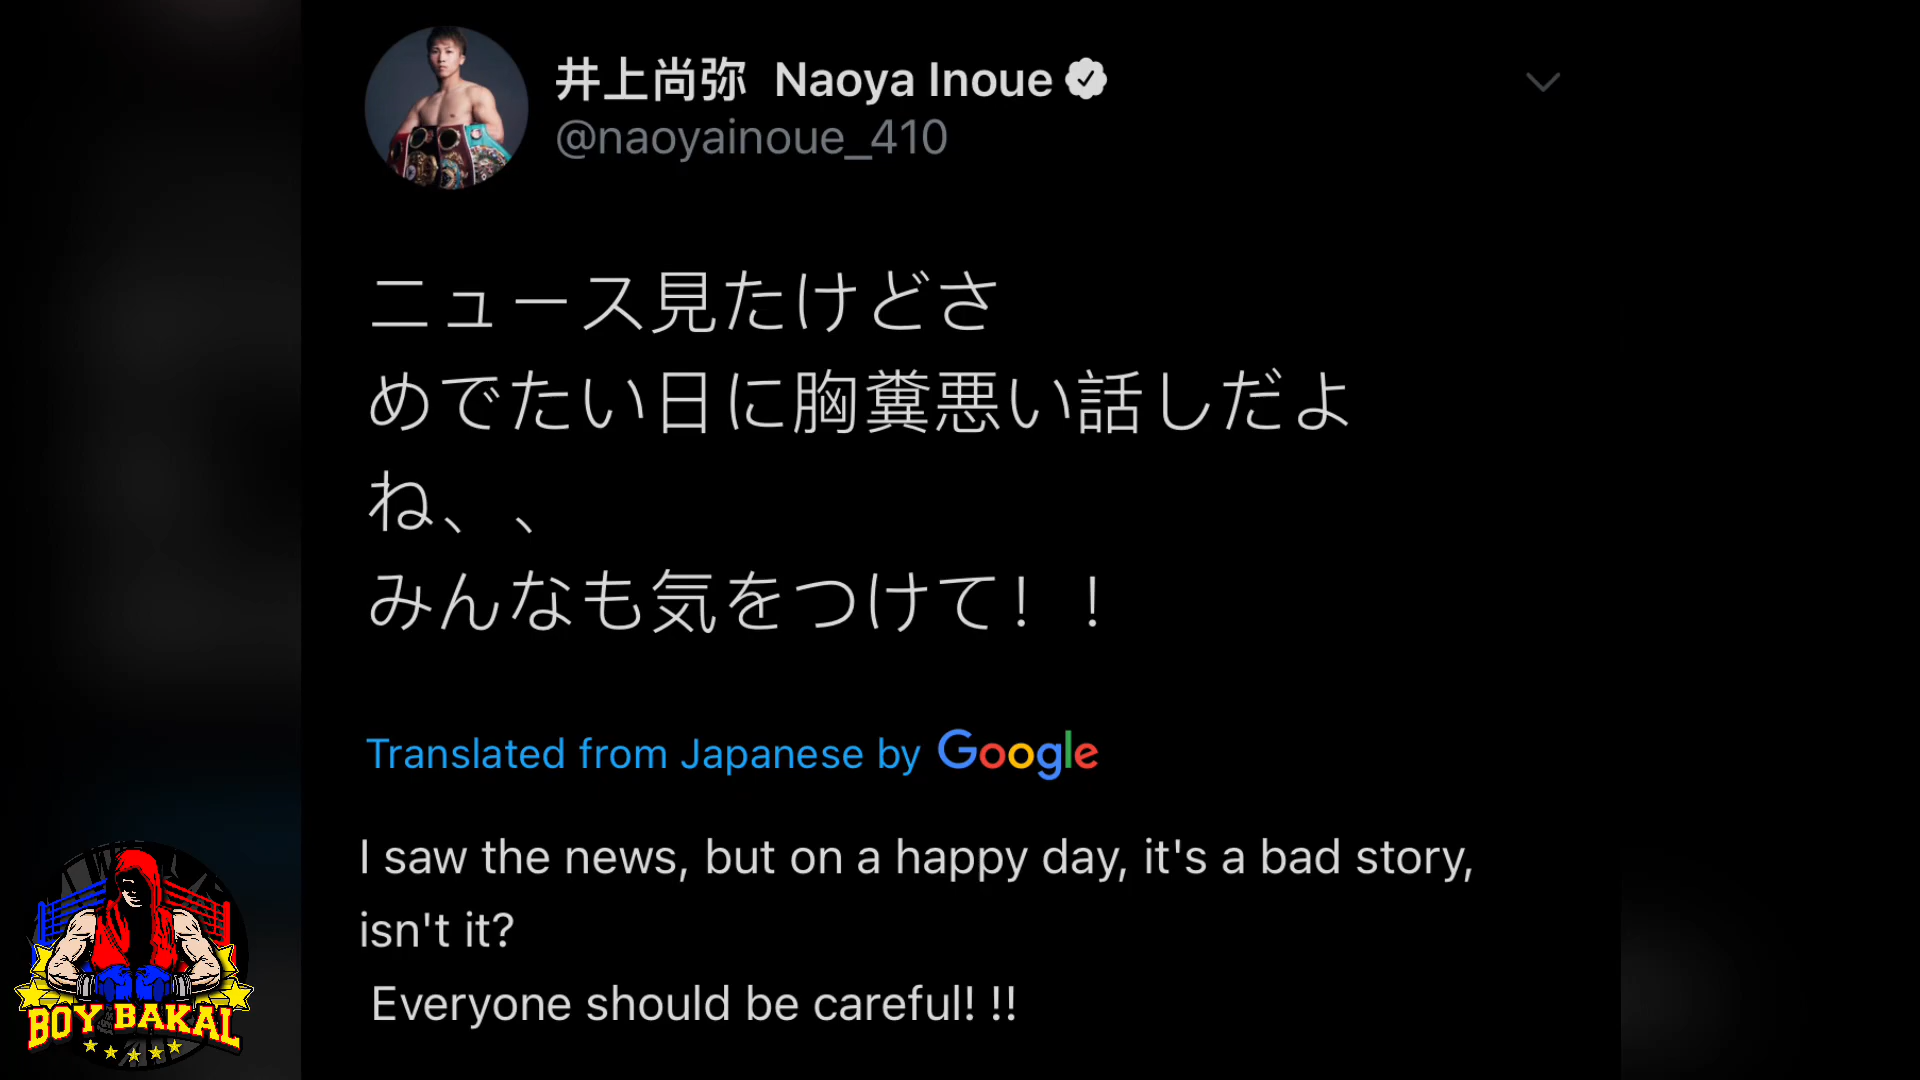 井上尚弥 Naoya Inoue
@naoyainoue_410
ニュース見たけどさ
めでたい日に胸糞悪い話しだよ
ね、、
みんなも気をつけて！！
Translated from Japanese by Google
I saw the news, but on a happy day, it's a bad story,
isn't it?
Everyone should be careful! !!
BOY BAKAL